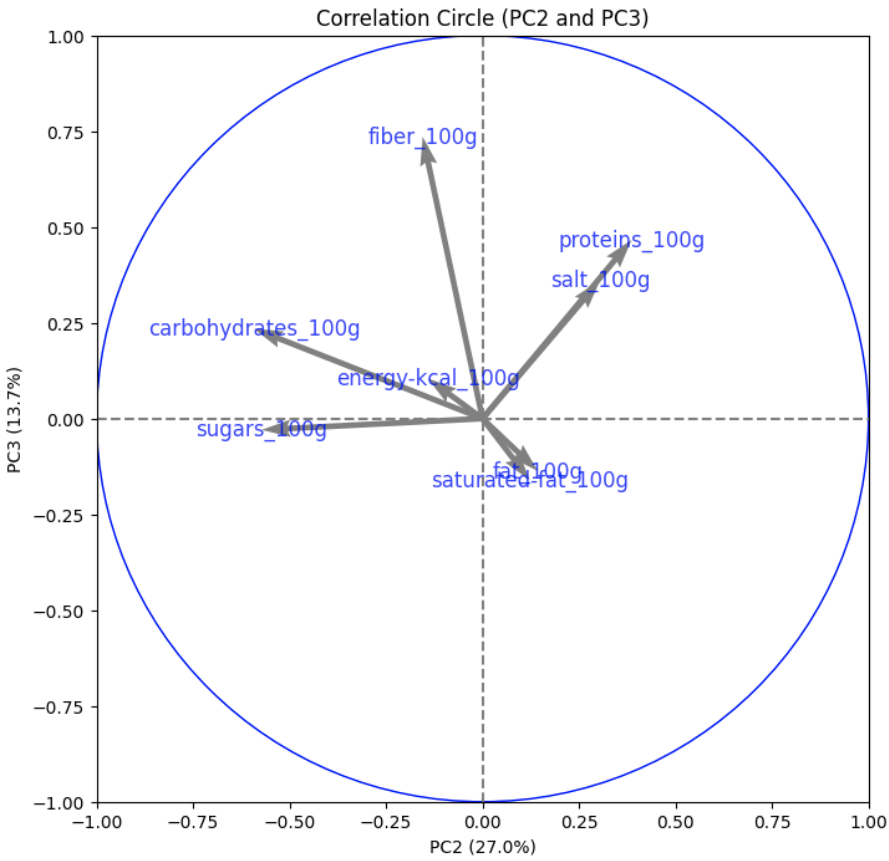 Correlation Circle (PC2 and PC3)
1.00
0.75
0.50
0.25
0.00
−0.25
−0.50
−0.75
−1.00
PC3 (13.7%)
fiber_100g
proteins_100g
salt_100g
carbohydrates_100g
energy-kcal_100g
sugars_100g
fat_100g
saturated-fat_100g
−1.00 −0.75 −0.50 −0.25 0.00 0.25 0.50 0.75 1.00
PC2 (27.0%)